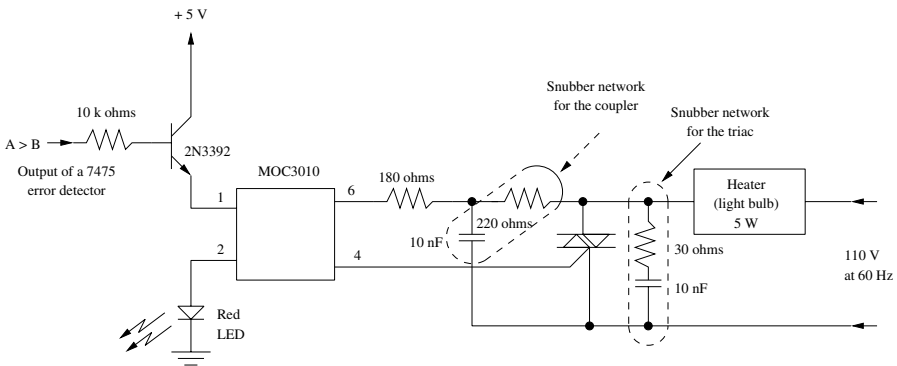 + 5 V
10 k ohms
A > B
2N3392
Output of a 7475
error detector
MOC3010
1
2
6
4
Red
LED
180 ohms
10 nF
220 ohms
Snubber network
for the coupler
Snubber network
for the triac
30 ohms
10 nF
Heater
(light bulb)
5 W
110 V
at 60 Hz